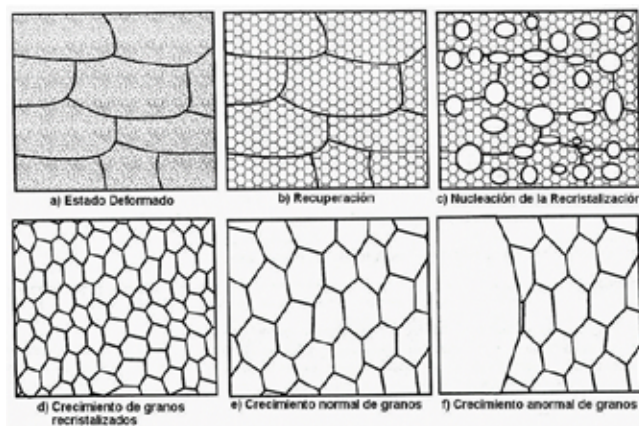 a) Estado Deformado
b) Recuperación
c) Nucleación de la Recristalización
d) Crecimiento de granos
recristalizados
e) Crecimiento normal de granos
f) Crecimiento anormal de granos